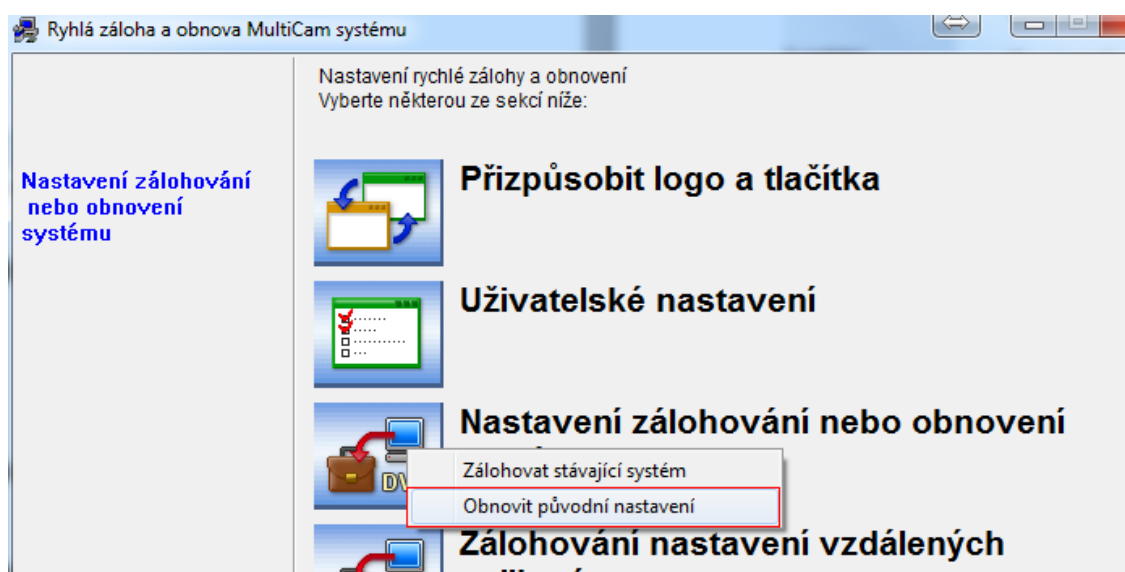 Ryhlá záloha a obnova MultiCam systému
Nastavení rychlé zálohy a obnovení
Vyberte některou ze sekcí níže:
Nastavení zálohování
nebo obnovení
systému
Přizpůsobit logo a tlačítka
Uživatelské nastavení
Nastavení zálohování nebo obnovení
Zálohovat stávající systém
Obnovit původní nastavení
Zálohování nastavení vzdálených